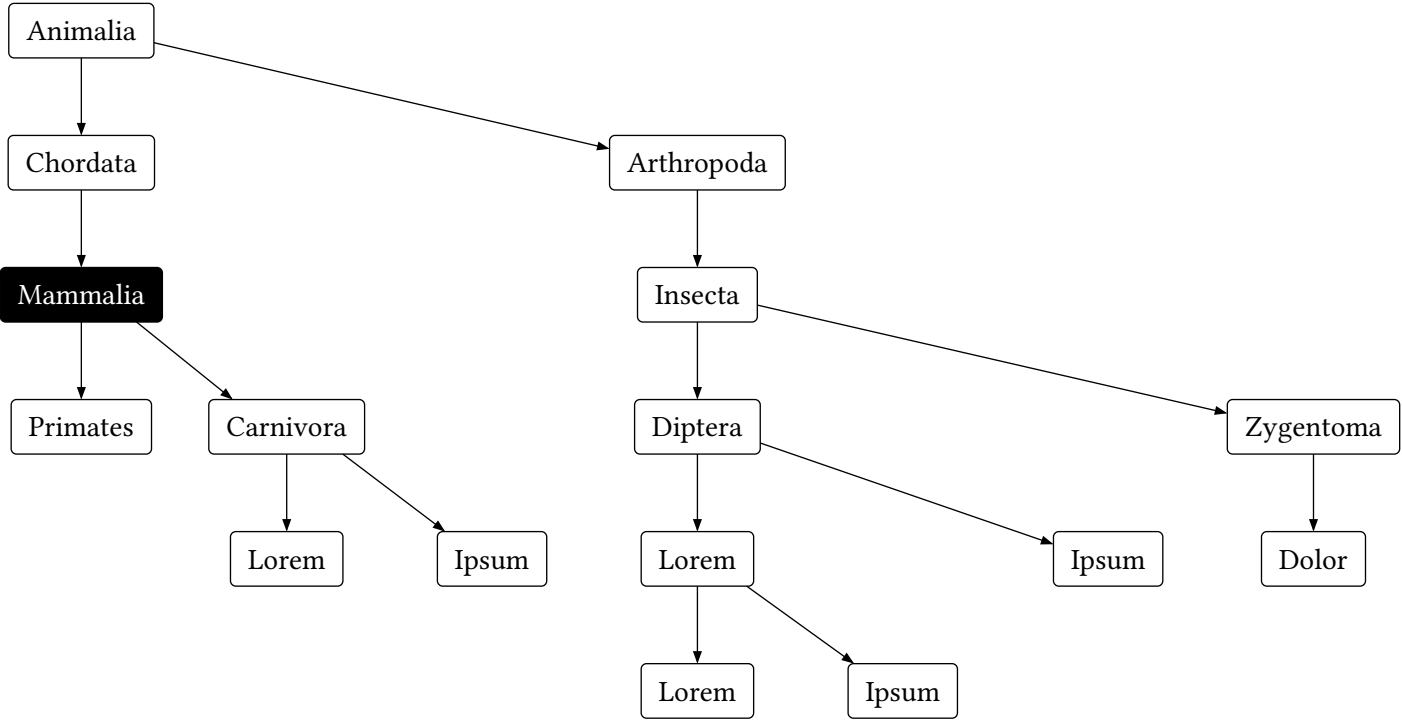 Animalia
Chordata
Arthropoda
Mammalia
Insecta
Primates
Carnivora
Diptera
Zygentoma
Lorem
Ipsum
Lorem
Ipsum
Dolor
Lorem
Ipsum